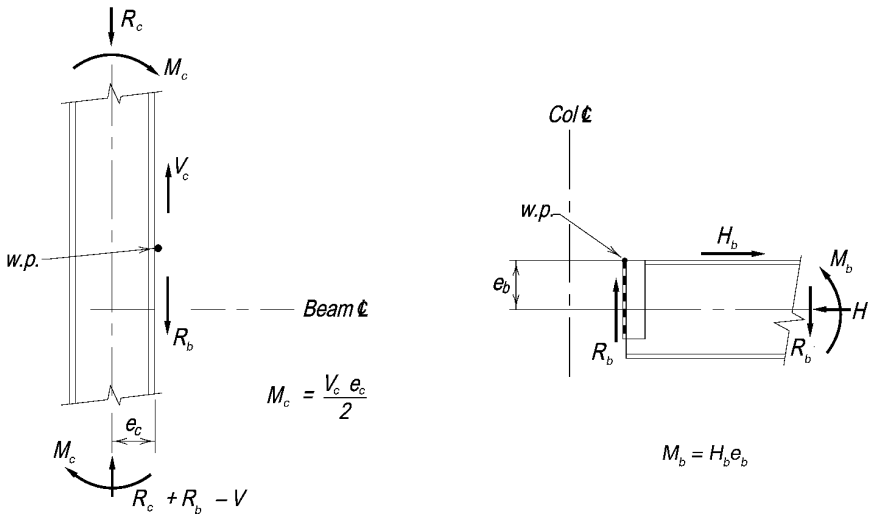 R_c
M_c
V_c
w.p.
Beam ℄
R_b
M_c = V_c e_c / 2
e_c
M_c
R_c + R_b - V
Col ℄
w.p.
H_b
M_b
e_b
H
R_b
R_b
M_b = H_b e_b